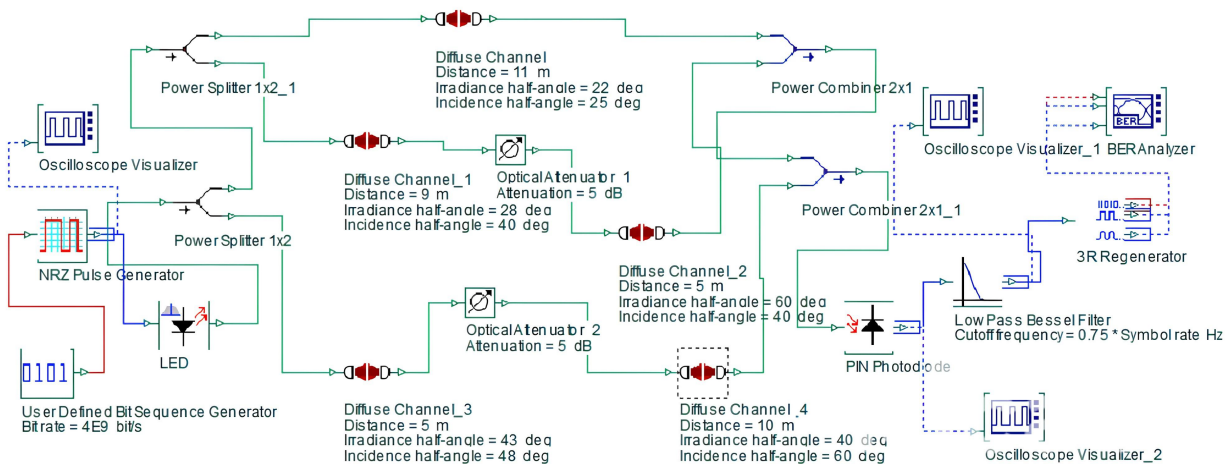 Diffuse Channel
Distance = 11 m
Irradiance half-angle = 22 deg
Incidence half-angle = 25 deg
Power Splitter 1x2_1
Power Combiner 2x1
Oscilloscope Visualizer
Oscilloscope Visualizer_1
BER
BER Analyzer
Diffuse Channel_1
Distance = 9 m
Irradiance half-angle = 28 deg
Incidence half-angle = 40 deg
Optical Attenuator 1
Attenuation = 5 dB
Power Splitter 1x2
Power Combiner 2x1_1
NRZ Pulse Generator
3R Regenerator
Diffuse Channel_2
Distance = 5 m
Irradiance half-angle = 60 deg
Incidence half-angle = 40 deg
Optical Attenuator 2
Attenuation = 5 dB
Low Pass Bessel Filter
Cutoff frequency = 0.75 * Symbol rate Hz
LED
PIN Photodiode
0101
User Defined Bit Sequence Generator
Bitrate = 4E9 bit/s
Diffuse Channel_3
Distance = 5 m
Irradiance half-angle = 43 deg
Incidence half-angle = 48 deg
Diffuse Channel_4
Distance = 10 m
Irradiance half-angle = 40 deg
Incidence half-angle = 60 deg
Oscilloscope Visualizer_2